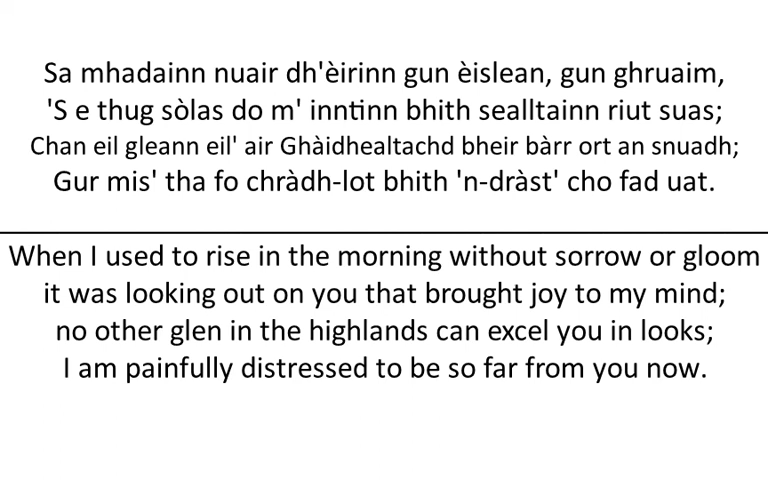 Sa mhadainn nuair dh'èirinn gun èislean, gun ghruaim,
'S e thug sòlas do m' inntinn bhith sealltainn riut suas;
Chan eil gleann eil' air Ghàidhealtachd bheir bàrr ort an snuadh;
Gur mis' tha fo chràdh-lot bhith 'n-dràst' cho fad uat.
When I used to rise in the morning without sorrow or gloom
it was looking out on you that brought joy to my mind;
no other glen in the highlands can excel you in looks;
I am painfully distressed to be so far from you now.